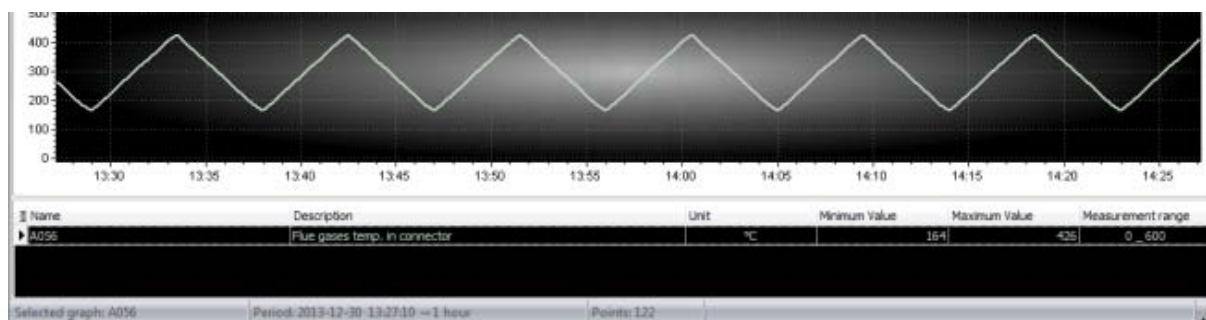 500
400
300
200
100
0
13:30 13:35 13:40 13:45 13:50 13:55 14:00 14:05 14:10 14:15 14:20 14:25
Name Description Unit Minimum Value Maximum Value Measurement range
A056 Flue gases temp. in connector °C 164 426 0 _ 600
Selected graph: A056 Period: 2013-12-30 13:27:10 → 1 hour Points: 122